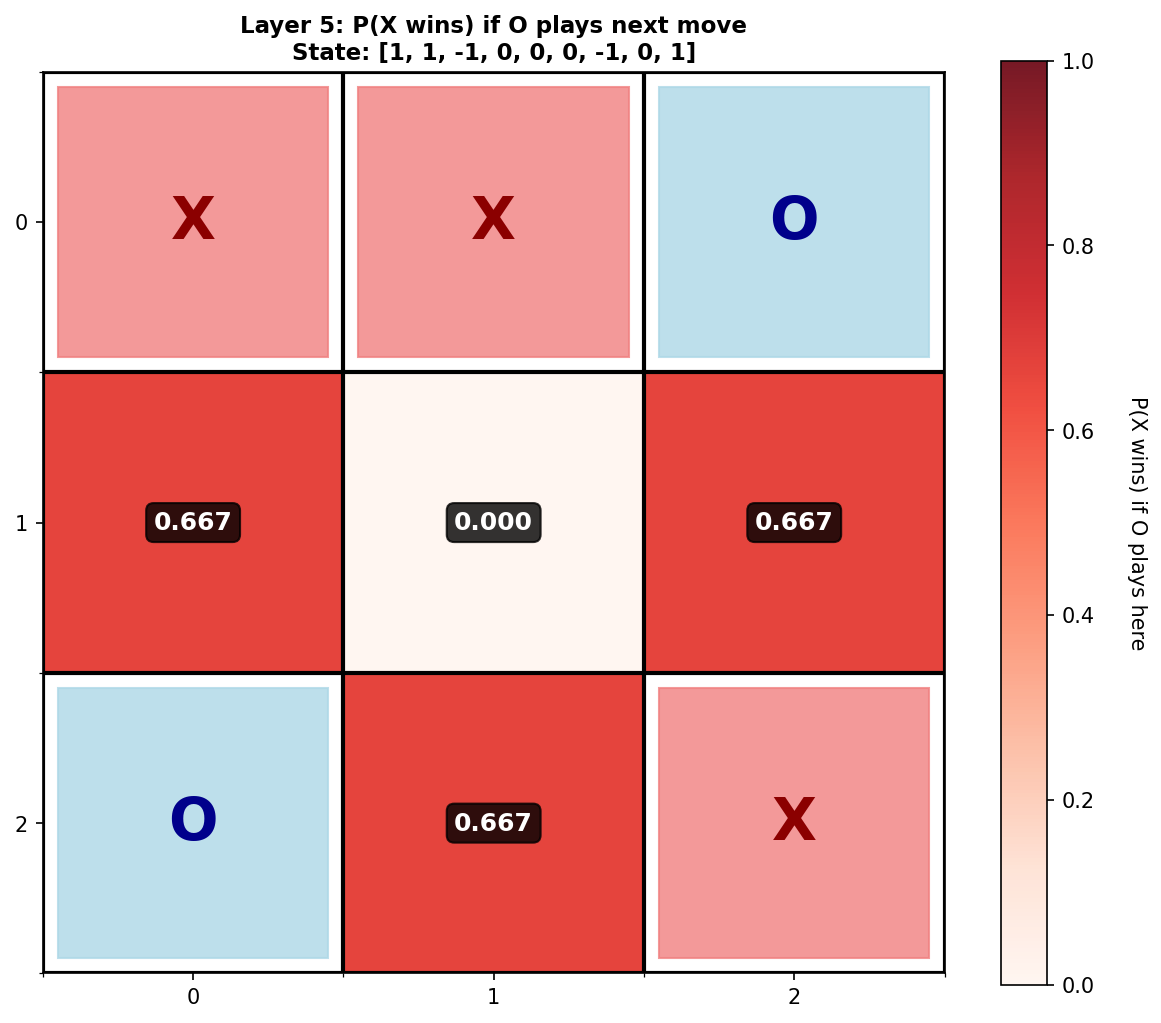 Layer 5: P(X wins) if O plays next move
State: [1, 1, -1, 0, 0, 0, -1, 0, 1]
0
X
X
O
1
0.667
0.000
0.667
2
O
0.667
X
0
1
2
1.0
0.8
0.6
0.4
0.2
0.0
P(X wins) if O plays here